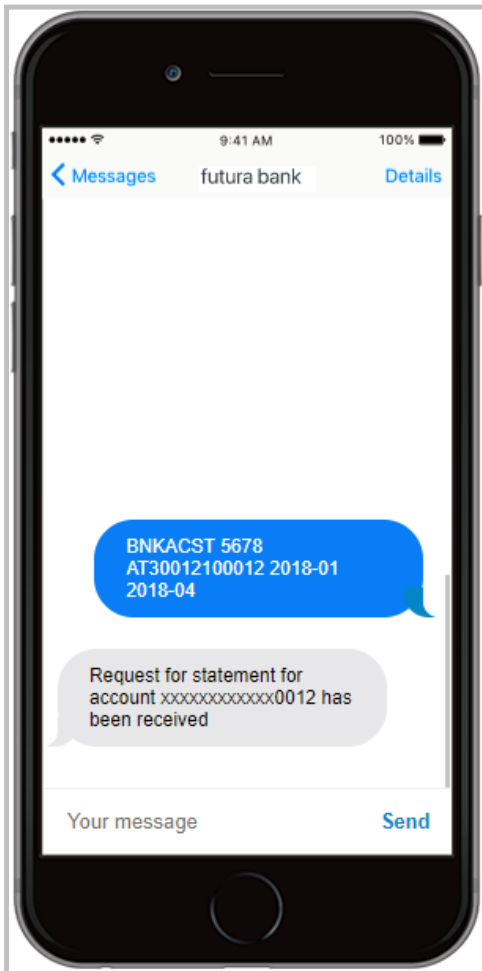 9:41 AM 100%
Messages futura bank Details
BNKACST 5678
AT30012100012 2018-01
2018-04
Request for statement for
account xxxxxxxxxxxx0012 has
been received
Your message Send